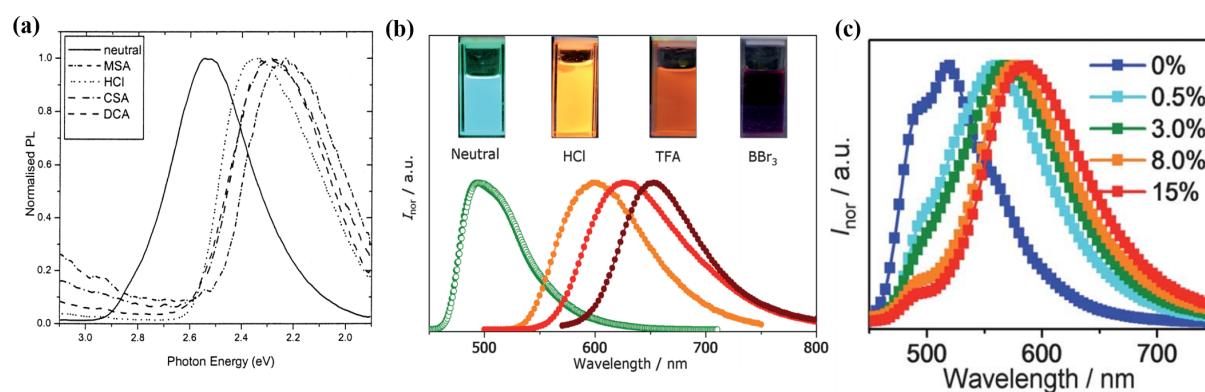 (a)
Normalised PL
1.0
0.8
0.6
0.4
0.2
0.0
neutral
MSA
HCl
CSA
DCA
3.0 2.8 2.6 2.4 2.2 2.0
Photon Energy (eV)
(b)
Neutral HCl TFA BBr3
Inor / a.u.
500 600 700 800
Wavelength / nm
(c)
Inor / a.u.
0%
0.5%
3.0%
8.0%
15%
500 600 700
Wavelength / nm